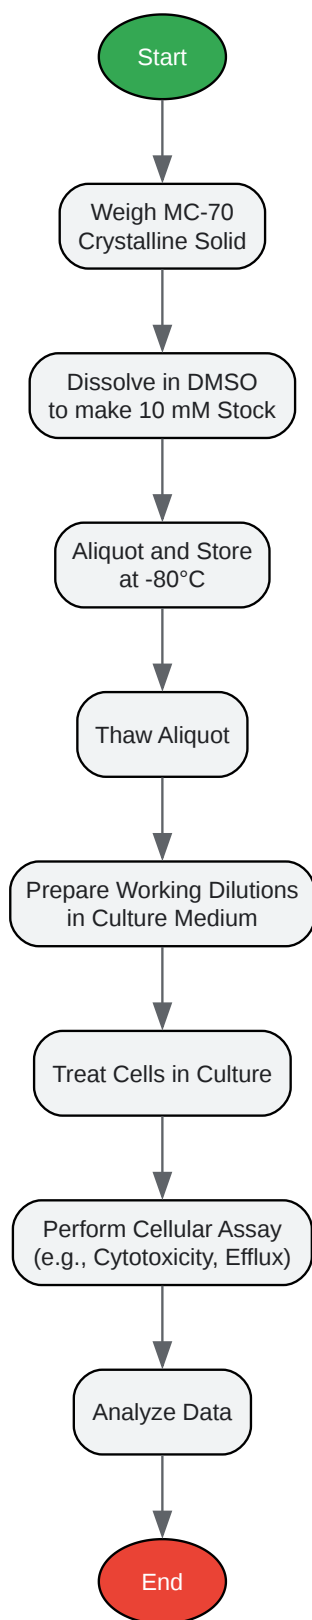 Start
Weigh MC-70
Crystalline Solid
Dissolve in DMSO
to make 10 mM Stock
Aliquot and Store
at -80°C
Thaw Aliquot
Prepare Working Dilutions
in Culture Medium
Treat Cells in Culture
Perform Cellular Assay
(e.g., Cytotoxicity, Efflux)
Analyze Data
End